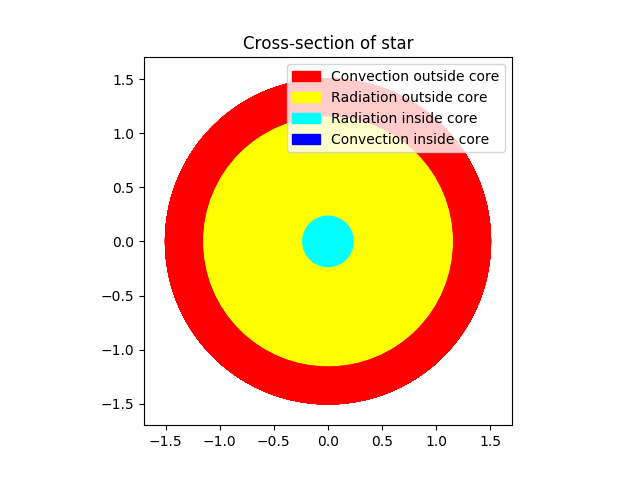 Cross-section of star
Convection outside core
Radiation outside core
Radiation inside core
Convection inside core
1.5
1.0
0.5
0.0
−0.5
−1.0
−1.5
−1.5 −1.0 −0.5 0.0 0.5 1.0 1.5